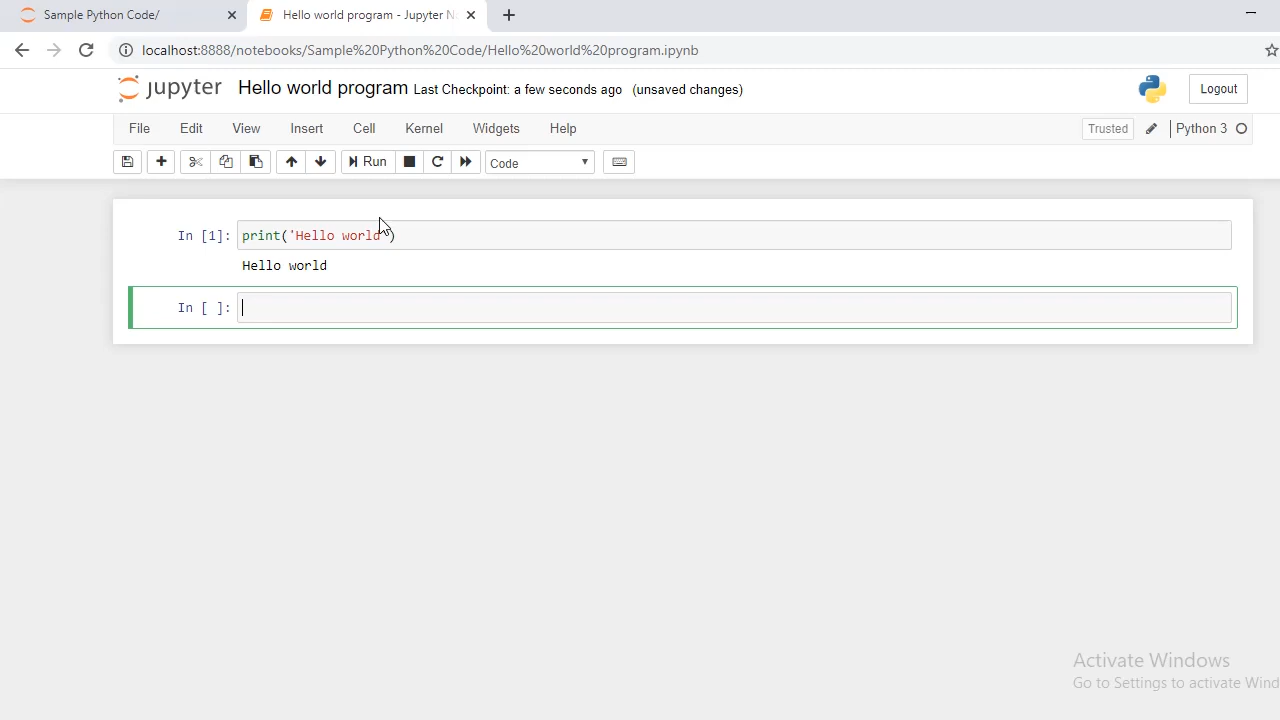 Sample Python Code/
Hello world program - Jupyter N
localhost:8888/notebooks/Sample%20Python%20Code/Hello%20world%20program.ipynb
jupyter Hello world program Last Checkpoint: a few seconds ago (unsaved changes)
Logout
File Edit View Insert Cell Kernel Widgets Help
Trusted Python 3
Run Code
In [1]: print('Hello world')
Hello world
In [ ]:
Activate Windows
Go to Settings to activate Wind